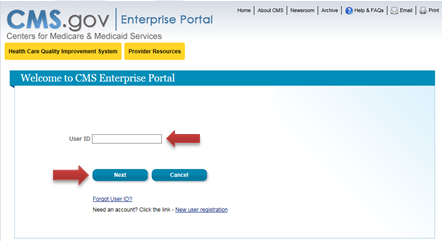 CMS.gov Enterprise Portal
Home About CMS Newsroom Archive Help & FAQs Email Print
Centers for Medicare & Medicaid Services
Health Care Quality Improvement System Provider Resources
Welcome to CMS Enterprise Portal
User ID
Next Cancel
Forgot User ID?
Need an account? Click the link - New user registration